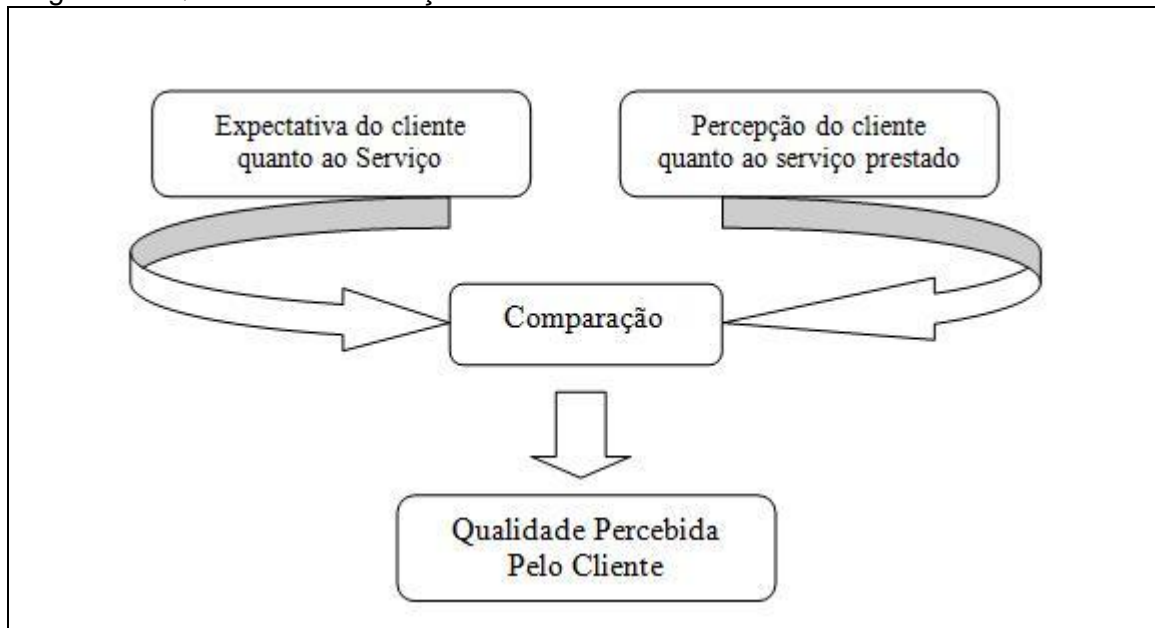 Expectativa do cliente
quanto ao Serviço
Percepção do cliente
quanto ao serviço prestado
Comparação
Qualidade Percebida
Pelo Cliente